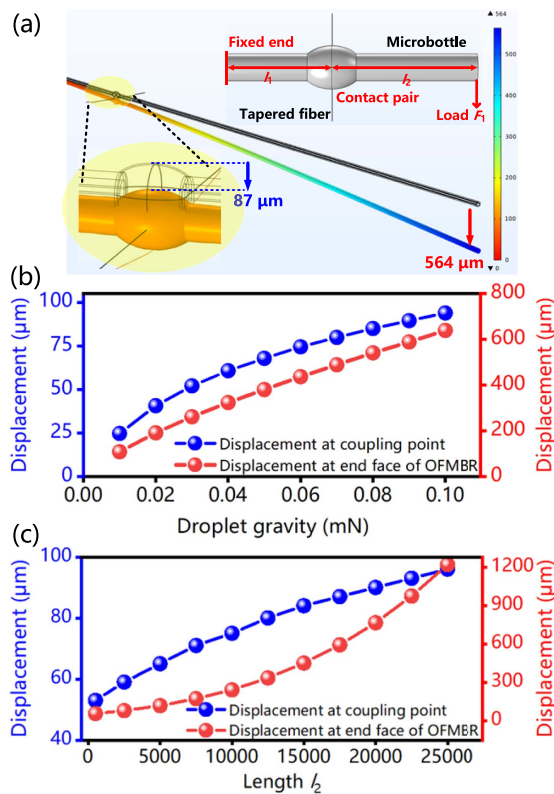 (a)
Fixed end
Microbottle
l1
l2
Contact pair
Tapered fiber
Load F1
87 μm
564 μm
▲ 564
500
400
300
200
100
0
▼ 0
(b)
Displacement (μm)
100
75
50
25
0
800
600
400
200
0
Displacement (μm)
Displacement at coupling point
Displacement at end face of OFMBR
0.00 0.02 0.04 0.06 0.08 0.10
Droplet gravity (mN)
(c)
Displacement (μm)
100
80
60
40
1200
900
600
300
0
Displacement (μm)
Displacement at coupling point
Displacement at end face of OFMBR
0 5000 10000 15000 20000 25000
Length l2